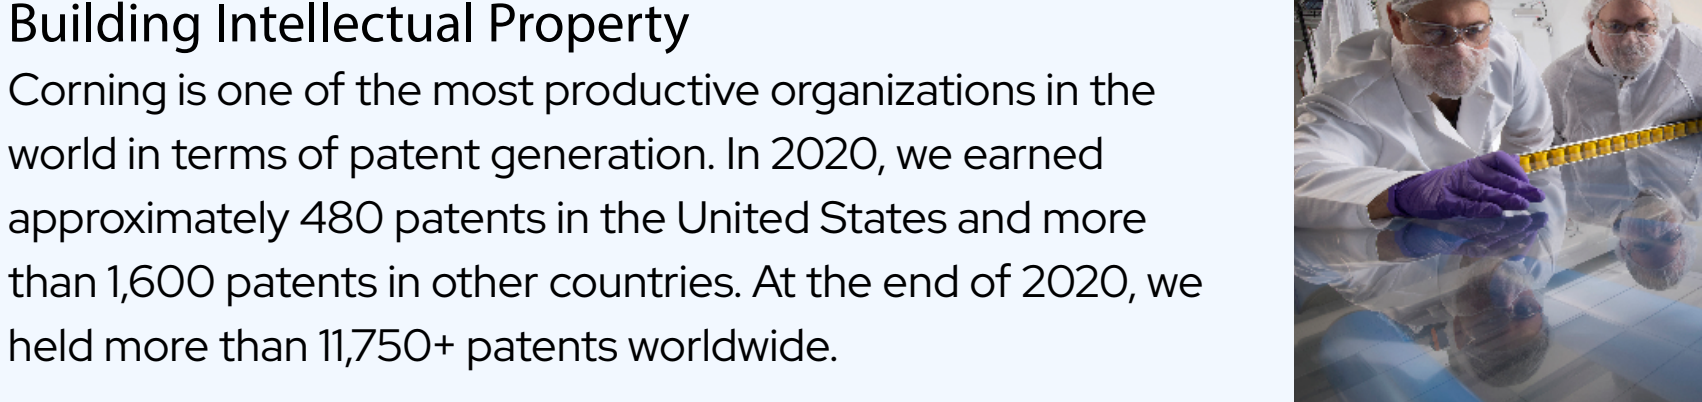 Building Intellectual Property
Corning is one of the most productive organizations in the
world in terms of patent generation. In 2020, we earned
approximately 480 patents in the United States and more
than 1,600 patents in other countries. At the end of 2020, we
held more than 11,750+ patents worldwide.